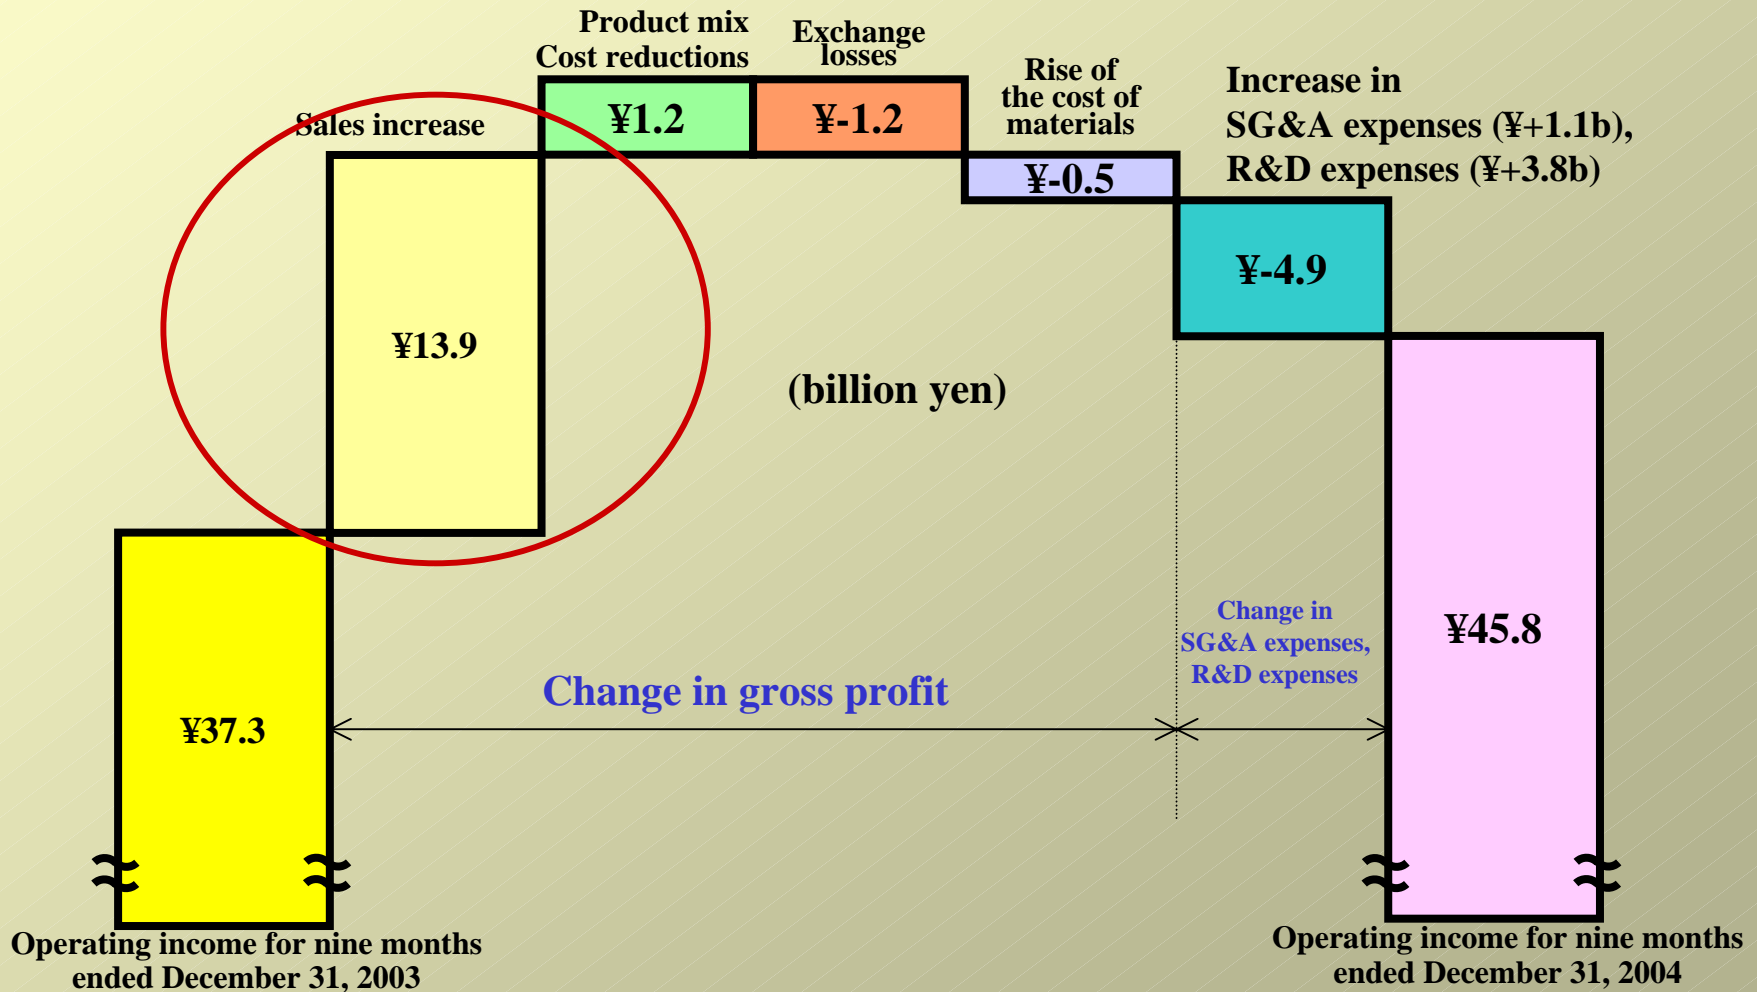 Product mix
Cost reductions
Exchange
losses
Rise of
the cost of
materials
Increase in
SG&A expenses (¥+1.1b),
R&D expenses (¥+3.8b)
Sales increase
¥1.2
¥-1.2
¥-0.5
¥-4.9
¥13.9
(billion yen)
Change in
SG&A expenses,
R&D expenses
¥45.8
Change in gross profit
¥37.3
Operating income for nine months
ended December 31, 2003
Operating income for nine months
ended December 31, 2004